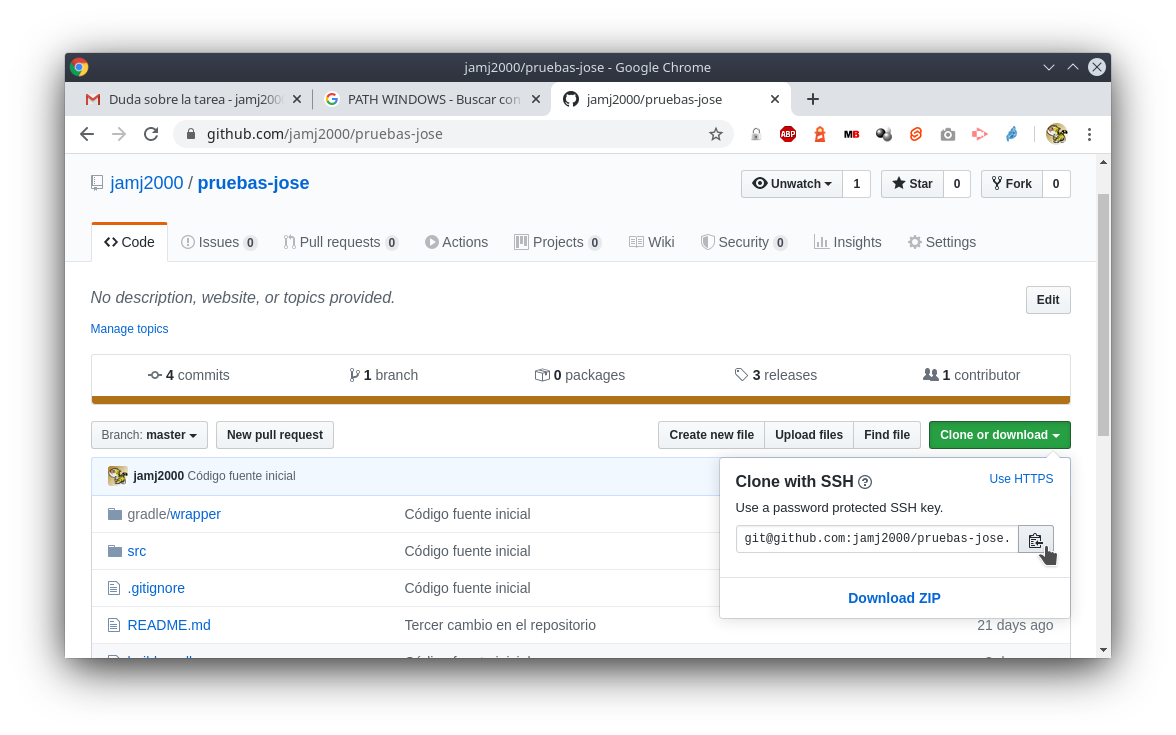 jamj2000/pruebas-jose - Google Chrome
Duda sobre la tarea - jamj200 PATH WINDOWS - Buscar con jamj2000/pruebas-jose
github.com/jamj2000/pruebas-jose ABP MB
jamj2000 / pruebas-jose Unwatch 1 Star 0 Fork 0
Code Issues 0 Pull requests 0 Actions Projects 0 Wiki Security 0 Insights Settings
No description, website, or topics provided. Edit
Manage topics
4 commits 1 branch 0 packages 3 releases 1 contributor
Branch: master New pull request Create new file Upload files Find file Clone or download
jamj2000 Código fuente inicial
Clone with SSH Use HTTPS
Use a password protected SSH key.
git@github.com:jamj2000/pruebas-jose.
Download ZIP
gradle/wrapper Código fuente inicial
src Código fuente inicial
.gitignore Código fuente inicial
README.md Tercer cambio en el repositorio 21 days ago